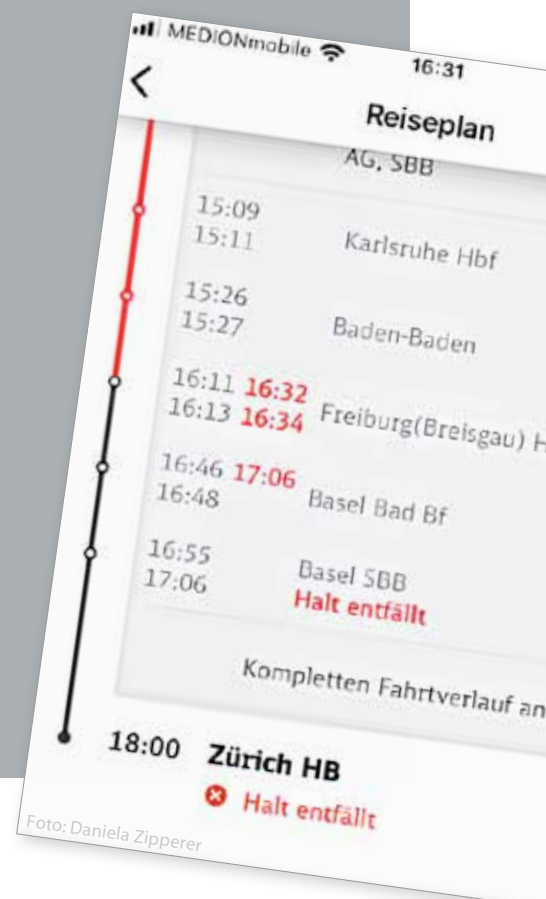 MEDIONmobile 16:31
Reiseplan
AG, SBB
15:09
15:11 Karlsruhe Hbf
15:26
15:27 Baden-Baden
16:11 16:32
16:13 16:34 Freiburg(Breisgau) H
16:46 17:06
16:48 Basel Bad Bf
16:55 Basel SBB
17:06 Halt entfällt
Kompletten Fahrtverlauf an
18:00 Zürich HB
Halt entfällt
Foto: Daniela Zipperer